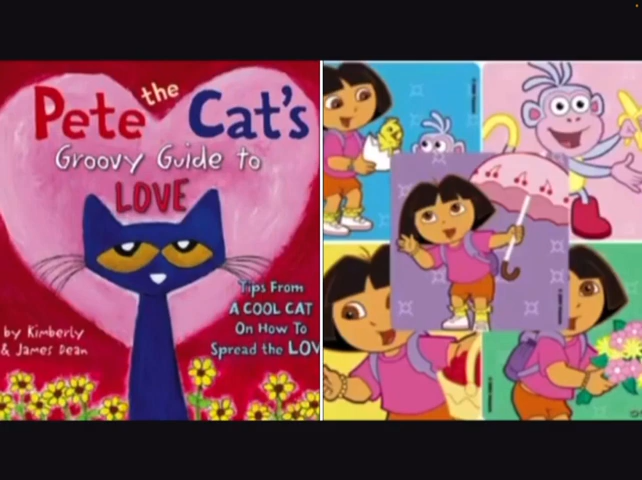 Pete the Cat's
Groovy Guide to
LOVE
Tips From
A COOL CAT
On How To
Spread the LOV
by Kimberly
& James Dean